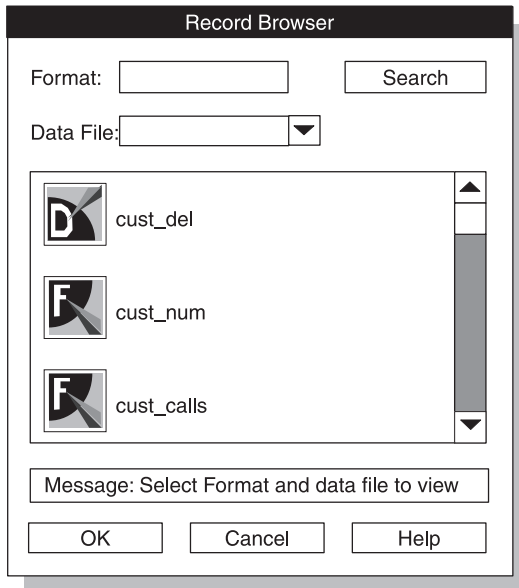 Record Browser
Format: Search
Data File:
D cust_del
F cust_num
F cust_calls
Message: Select Format and data file to view
OK Cancel Help